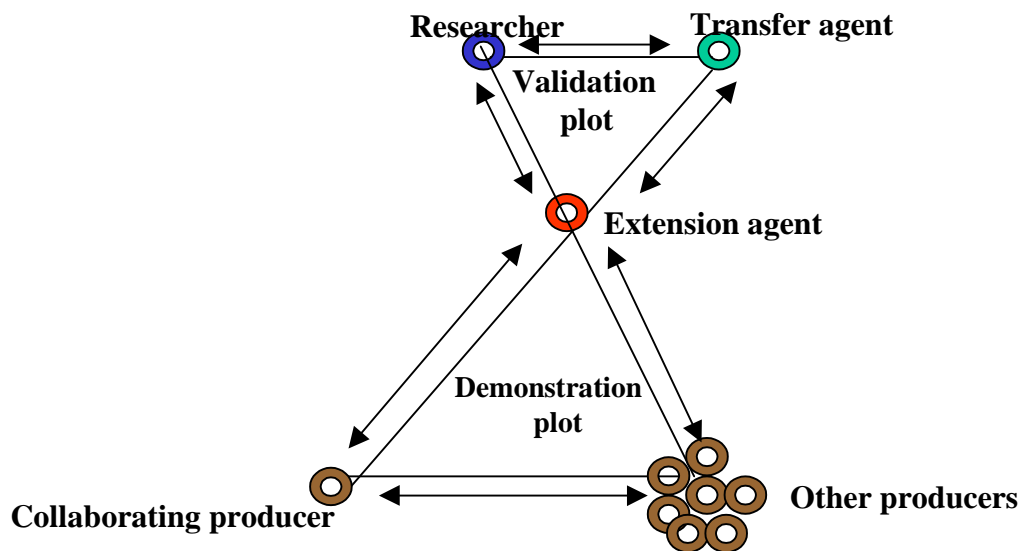 Researcher
Transfer agent
Validation
plot
Extension agent
Demonstration
plot
Collaborating producer
Other producers